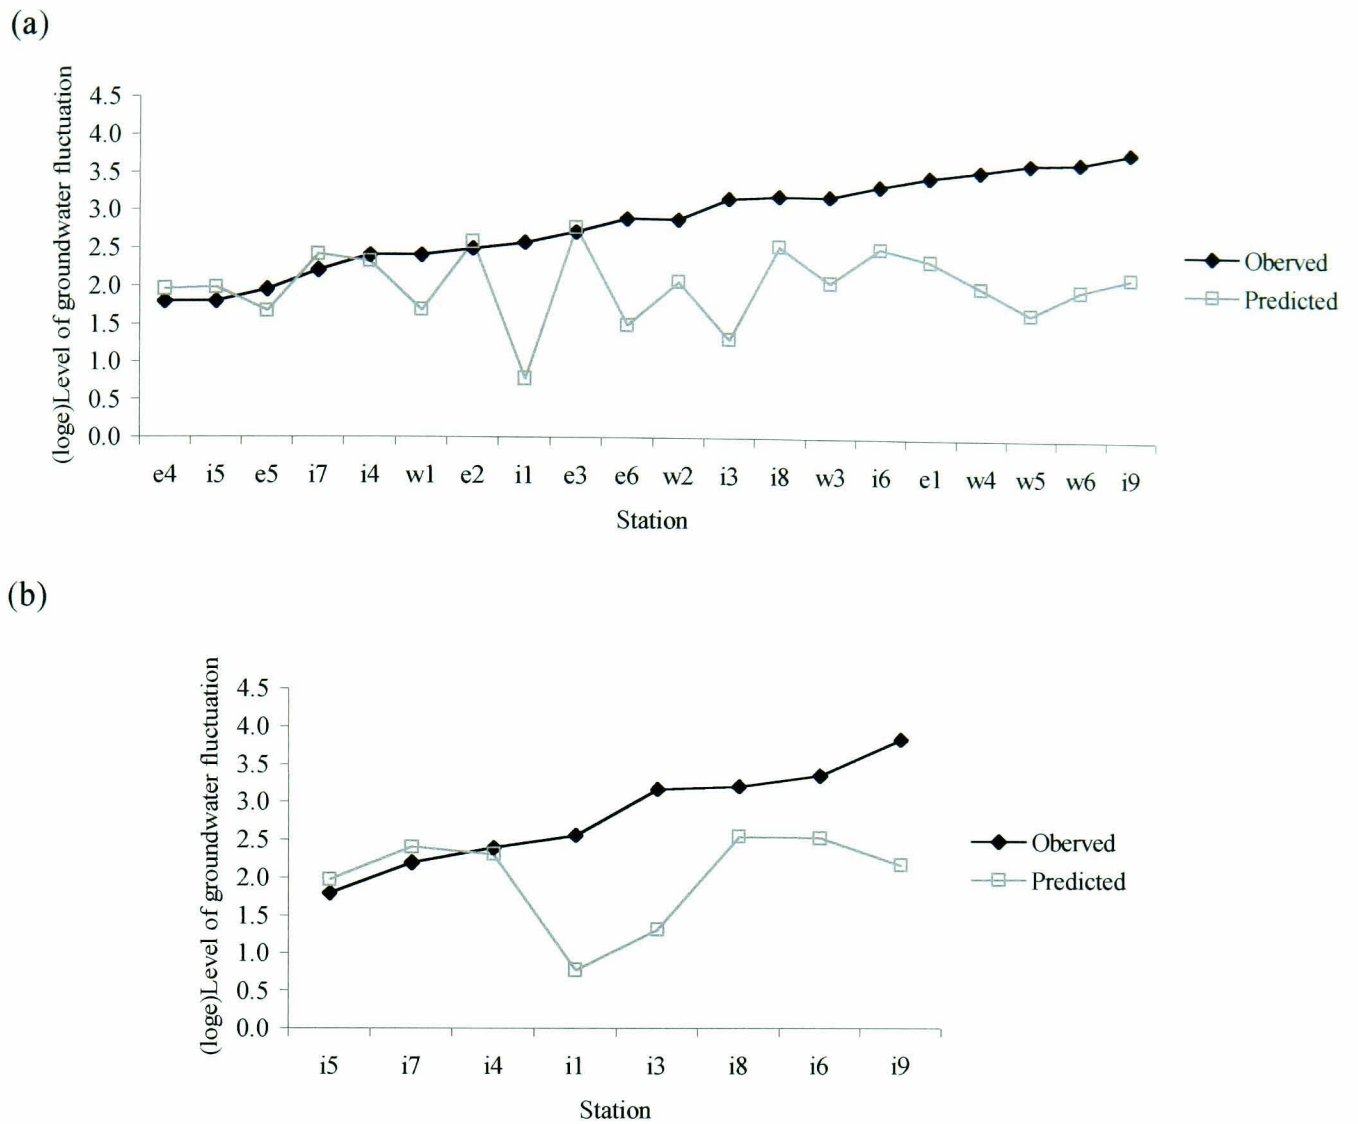 (a)
(loge)Level of groundwater fluctuation
4.5
4.0
3.5
3.0
2.5
2.0
1.5
1.0
0.5
0.0
e4 i5 e5 i7 i4 w1 e2 i1 e3 e6 w2 i3 i8 w3 i6 e1 w4 w5 w6 i9
Station
Oberved
Predicted
(b)
(loge)Level of groundwater fluctuation
4.5
4.0
3.5
3.0
2.5
2.0
1.5
1.0
0.5
0.0
i5 i7 i4 i1 i3 i8 i6 i9
Station
Oberved
Predicted